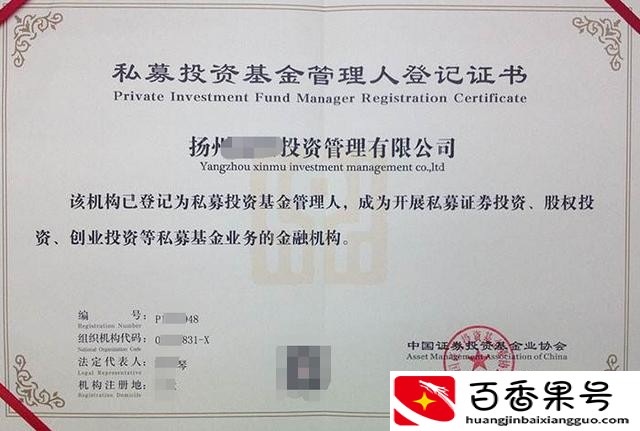 私募投资基金管理人登记证书
Private Investment Fund Manager Registration Certificate
扬州 投资管理有限公司
Yangzhou xinmu investment management co.,ltd
该机构已登记为私募投资基金管理人，成为开展私募证券投资、股权投
资、创业投资等私募基金业务的金融机构。
编 号: P 048
Registration Number
组织机构代码: 0 831-X
National Organization Code
法定代表人: 琴
Legal Representative
机构注册地:
Registered Domicile
中国证券投资基金业协会
Asset Management Association of China
百香果号
huangjinbaixiangguo.com